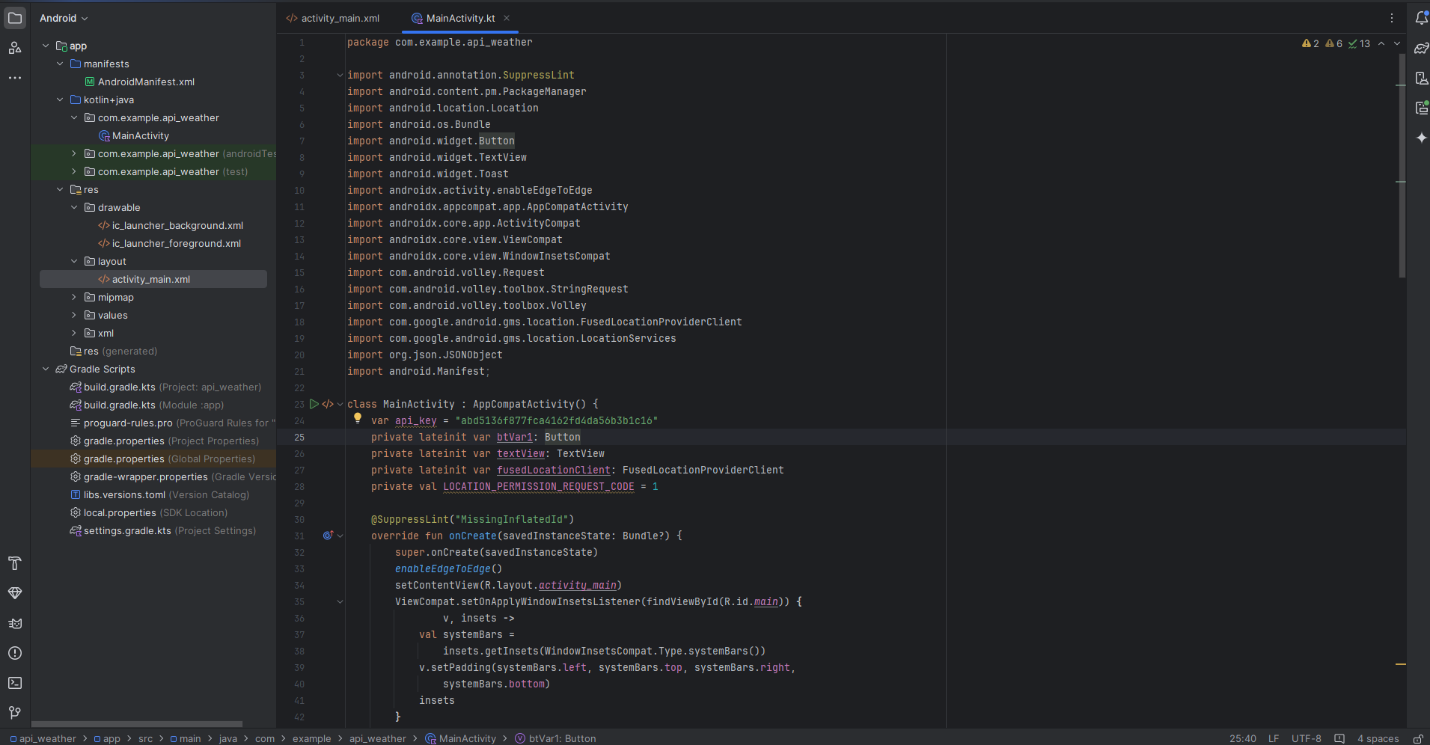 Android
activity_main.xml
MainActivity.kt
app
manifests
AndroidManifest.xml
kotlin+java
com.example.api_weather
MainActivity
com.example.api_weather (androidTes
com.example.api_weather (test)
res
drawable
ic_launcher_background.xml
ic_launcher_foreground.xml
layout
activity_main.xml
mipmap
values
xml
res (generated)
Gradle Scripts
build.gradle.kts (Project: api_weather)
build.gradle.kts (Module :app)
proguard-rules.pro (ProGuard Rules for "
gradle.properties (Project Properties)
gradle.properties (Global Properties)
gradle-wrapper.properties (Gradle Versio
libs.versions.toml (Version Catalog)
local.properties (SDK Location)
settings.gradle.kts (Project Settings)
2 6 13
1 package com.example.api_weather
2
3 import android.annotation.SuppressLint
4 import android.content.pm.PackageManager
5 import android.location.Location
6 import android.os.Bundle
7 import android.widget.Button
8 import android.widget.TextView
9 import android.widget.Toast
10 import androidx.activity.enableEdgeToEdge
11 import androidx.appcompat.app.AppCompatActivity
12 import androidx.core.app.ActivityCompat
13 import androidx.core.view.ViewCompat
14 import androidx.core.view.WindowInsetsCompat
15 import com.android.volley.Request
16 import com.android.volley.toolbox.StringRequest
17 import com.android.volley.toolbox.Volley
18 import com.google.android.gms.location.FusedLocationProviderClient
19 import com.google.android.gms.location.LocationServices
20 import org.json.JSONObject
21 import android.Manifest;
22
23 class MainActivity : AppCompatActivity() {
24 var api_key = "abd5136f877fca4162fd4da56b3b1c16"
25 private lateinit var btVar1: Button
26 private lateinit var textView: TextView
27 private lateinit var fusedLocationClient: FusedLocationProviderClient
28 private val LOCATION_PERMISSION_REQUEST_CODE = 1
29
30 @SuppressLint("MissingInflatedId")
31 override fun onCreate(savedInstanceState: Bundle?) {
32 super.onCreate(savedInstanceState)
33 enableEdgeToEdge()
34 setContentView(R.layout.activity_main)
35 ViewCompat.setOnApplyWindowInsetsListener(findViewById(R.id.main)) {
36 v, insets ->
37 val systemBars =
38 insets.getInsets(WindowInsetsCompat.Type.systemBars())
39 v.setPadding(systemBars.left, systemBars.top, systemBars.right,
40 systemBars.bottom)
41 insets
42 }
api_weather > app > src > main > java > com > example > api_weather > MainActivity > btVar1: Button
25:40 LF UTF-8 4 spaces